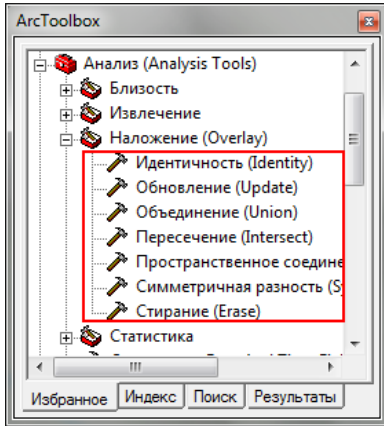 ArcToolbox
Анализ (Analysis Tools)
Близость
Извлечение
Наложение (Overlay)
Идентичность (Identity)
Обновление (Update)
Объединение (Union)
Пересечение (Intersect)
Пространственное соедине
Симметричная разность (Sy
Стирание (Erase)
Статистика
Избранное Индекс Поиск Результаты